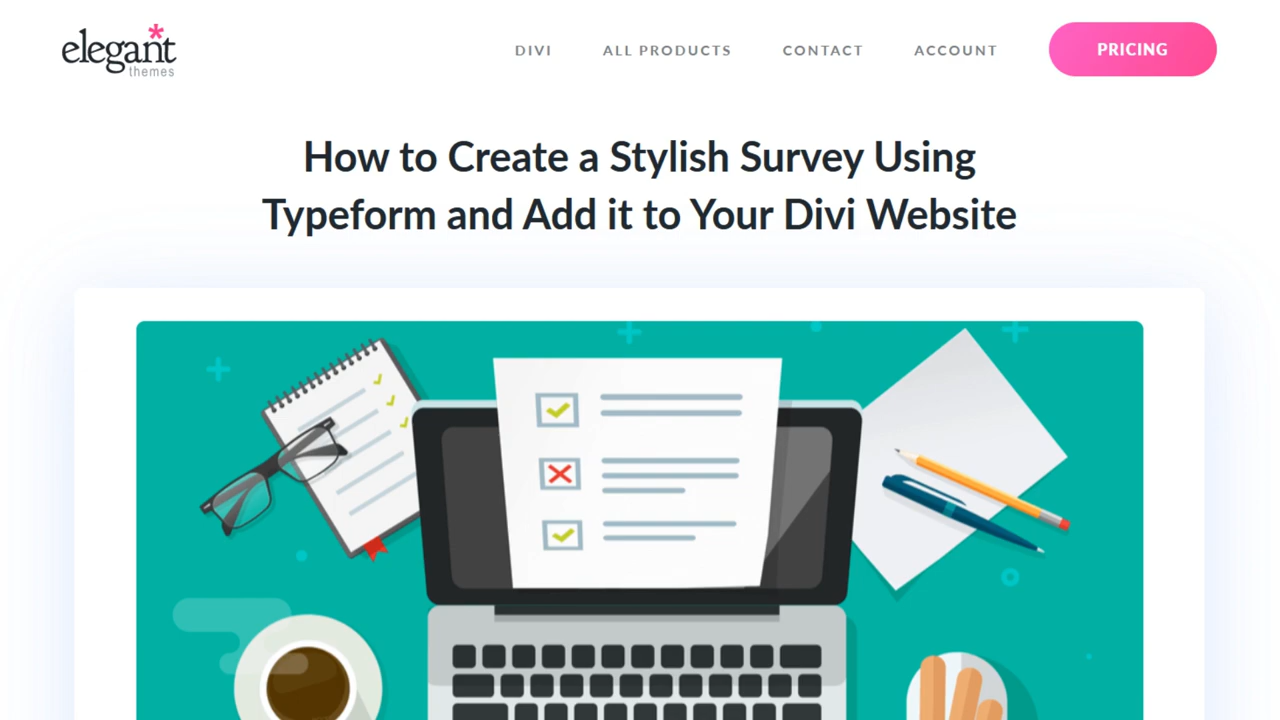 elegant
themes
DIVI
ALL PRODUCTS
CONTACT
ACCOUNT
PRICING
How to Create a Stylish Survey Using
Typeform and Add it to Your Divi Website